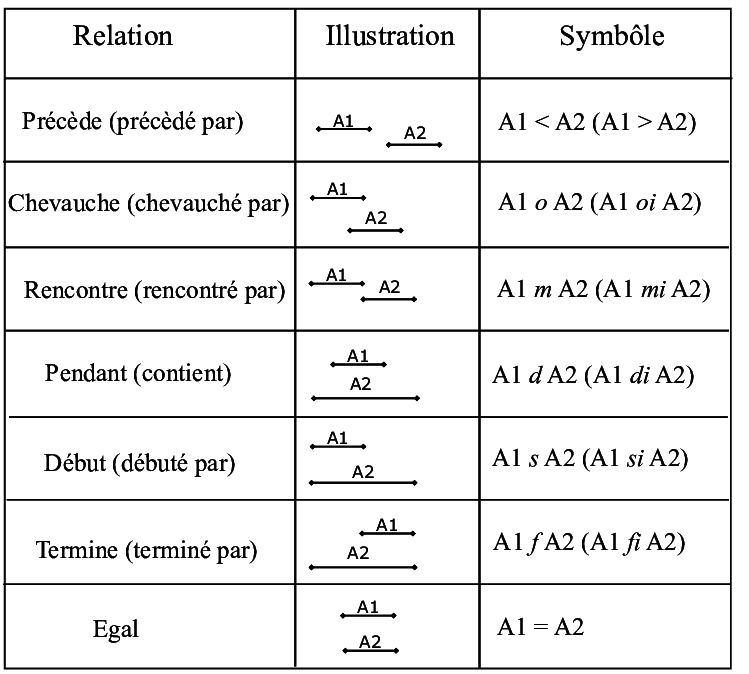 Relation Illustration Symbôle
Précède (précèdé par) A1 A2 A1 < A2 (A1 > A2)
Chevauche (chevauché par) A1 A2 A1 o A2 (A1 oi A2)
Rencontre (rencontré par) A1 A2 A1 m A2 (A1 mi A2)
Pendant (contient) A1 A2 A1 d A2 (A1 di A2)
Début (débuté par) A1 A2 A1 s A2 (A1 si A2)
Termine (terminé par) A1 A2 A1 f A2 (A1 fi A2)
Egal A1 A2 A1 = A2